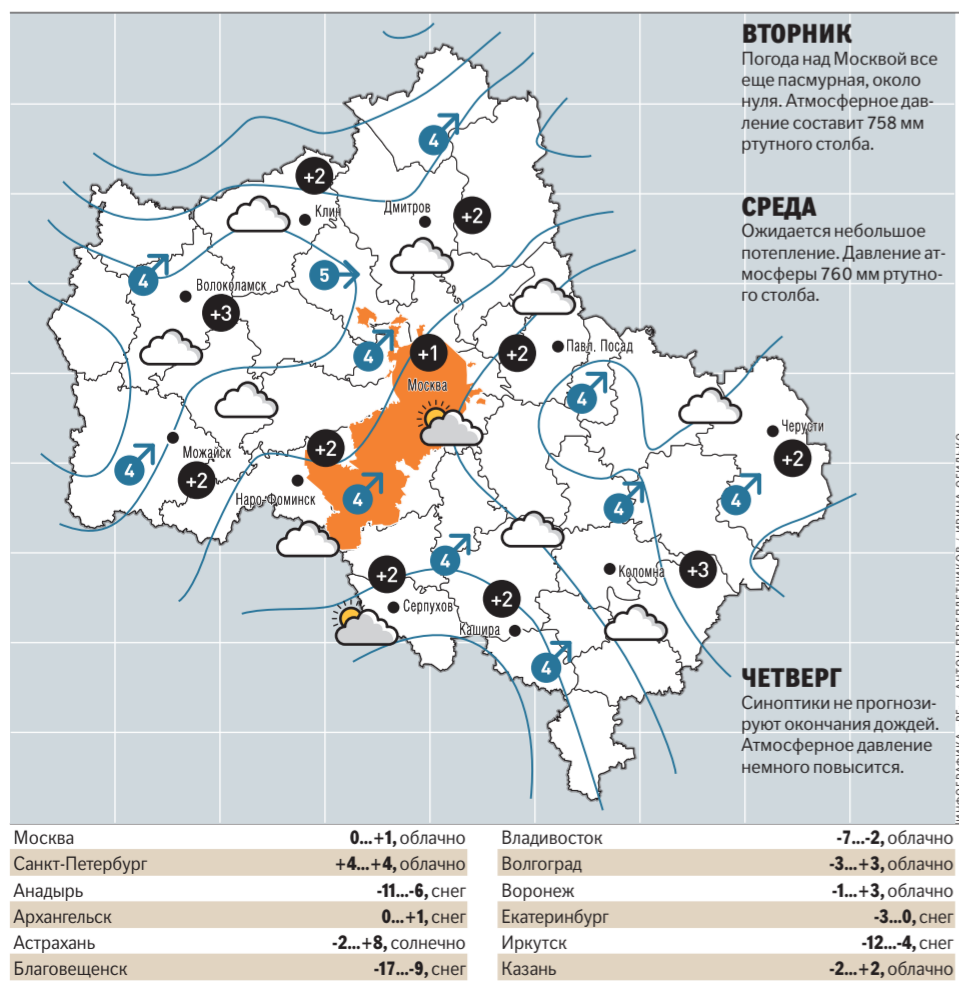 ВТОРНИК
Погода над Москвой все
еще пасмурная, около
нуля. Атмосферное дав-
ление составит 758 мм
ртутного столба.
СРЕДА
Ожидается небольшое
потепление. Давление ат-
мосферы 760 мм ртутно-
го столба.
ЧЕТВЕРГ
Синоптики не прогнози-
руют окончания дождей.
Атмосферное давление
немного повысится.
4
+2
Клин
Дмитров
+2
4
5
Волоколамск
+3
4
+1
Москва
+2
Павл. Посад
4
Черусти
+2
Можайск
4
+2
+2
Наро-Фоминск
4
4
4
4
+2
Серпухов
+2
Кашира
Коломна
+3
4
Москва 0...+1, облачно
Санкт-Петербург +4...+4, облачно
Анадырь -11...-6, снег
Архангельск 0...+1, снег
Астрахань -2...+8, солнечно
Благовещенск -17...-9, снег
Владивосток -7...-2, облачно
Волгоград -3...+3, облачно
Воронеж -1...+3, облачно
Екатеринбург -3...0, снег
Иркутск -12...-4, снег
Казань -2...+2, облачно